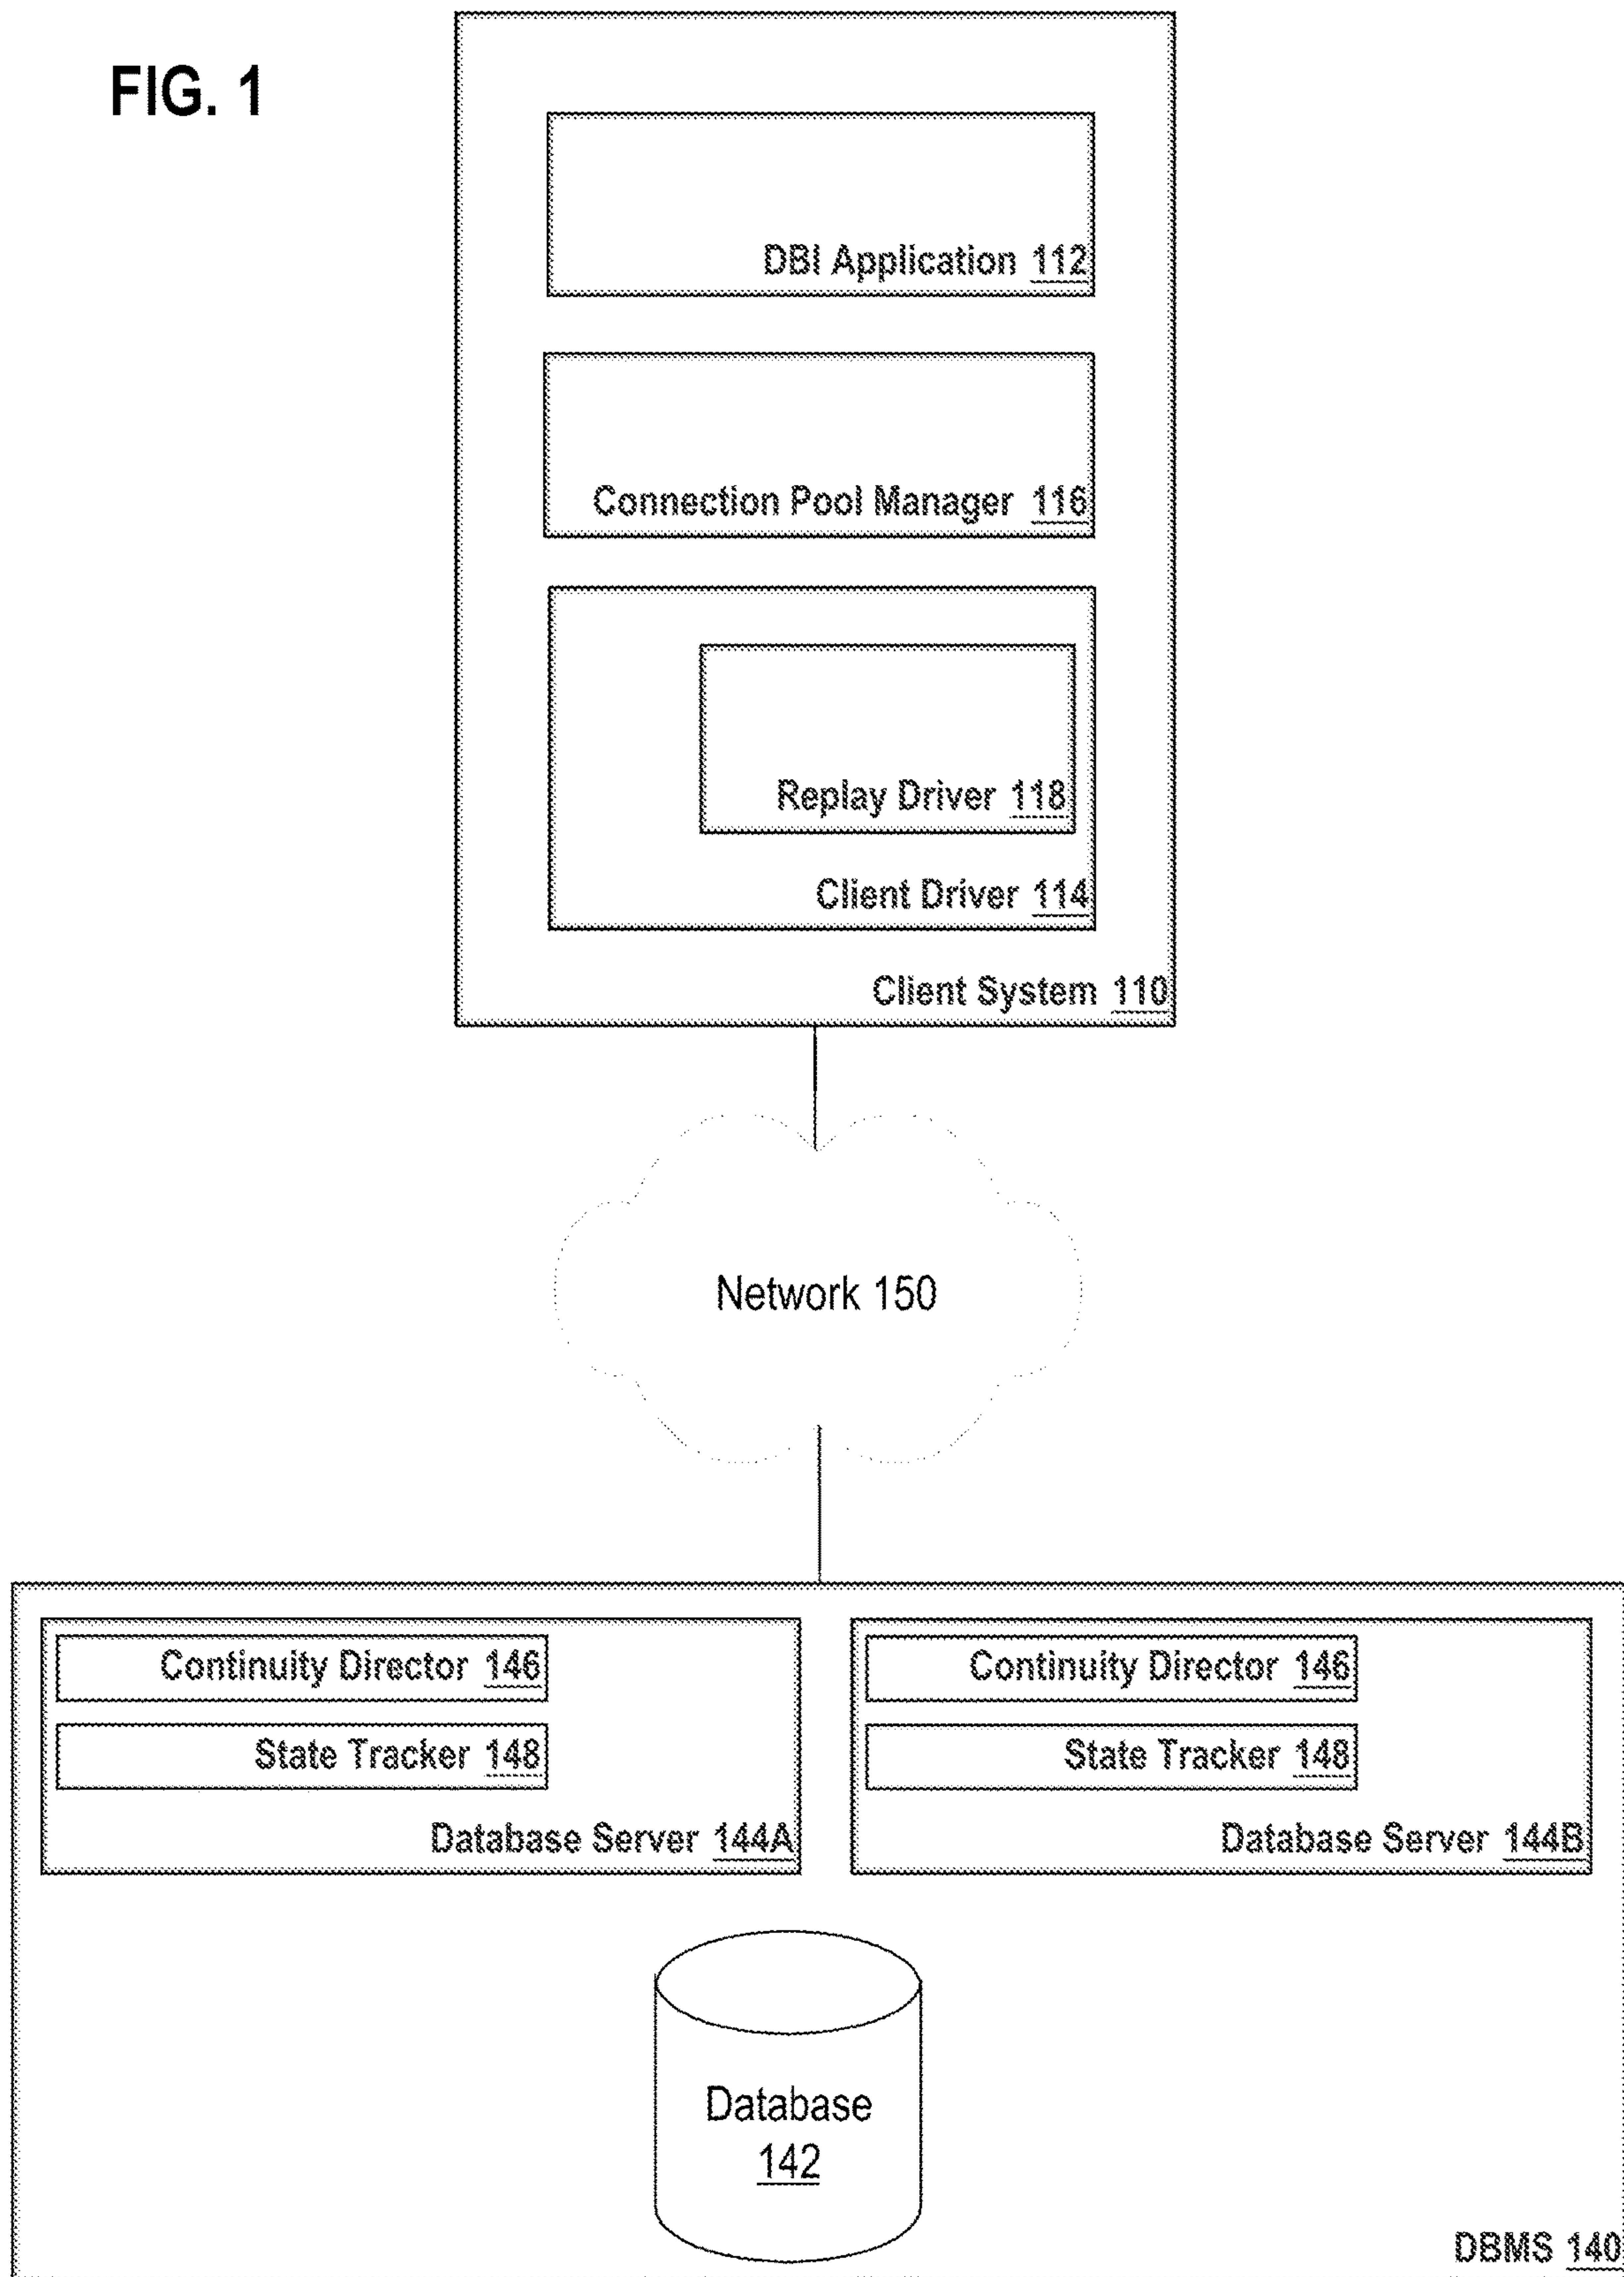 FIG. 1
DBI Application 112
Connection Pool Manager 116
Replay Driver 118
Client Driver 114
Client System 110
Network 150
Continuity Director 146
State Tracker 148
Database Server 144A
Continuity Director 146
State Tracker 148
Database Server 144B
Database
142
DBMS 140